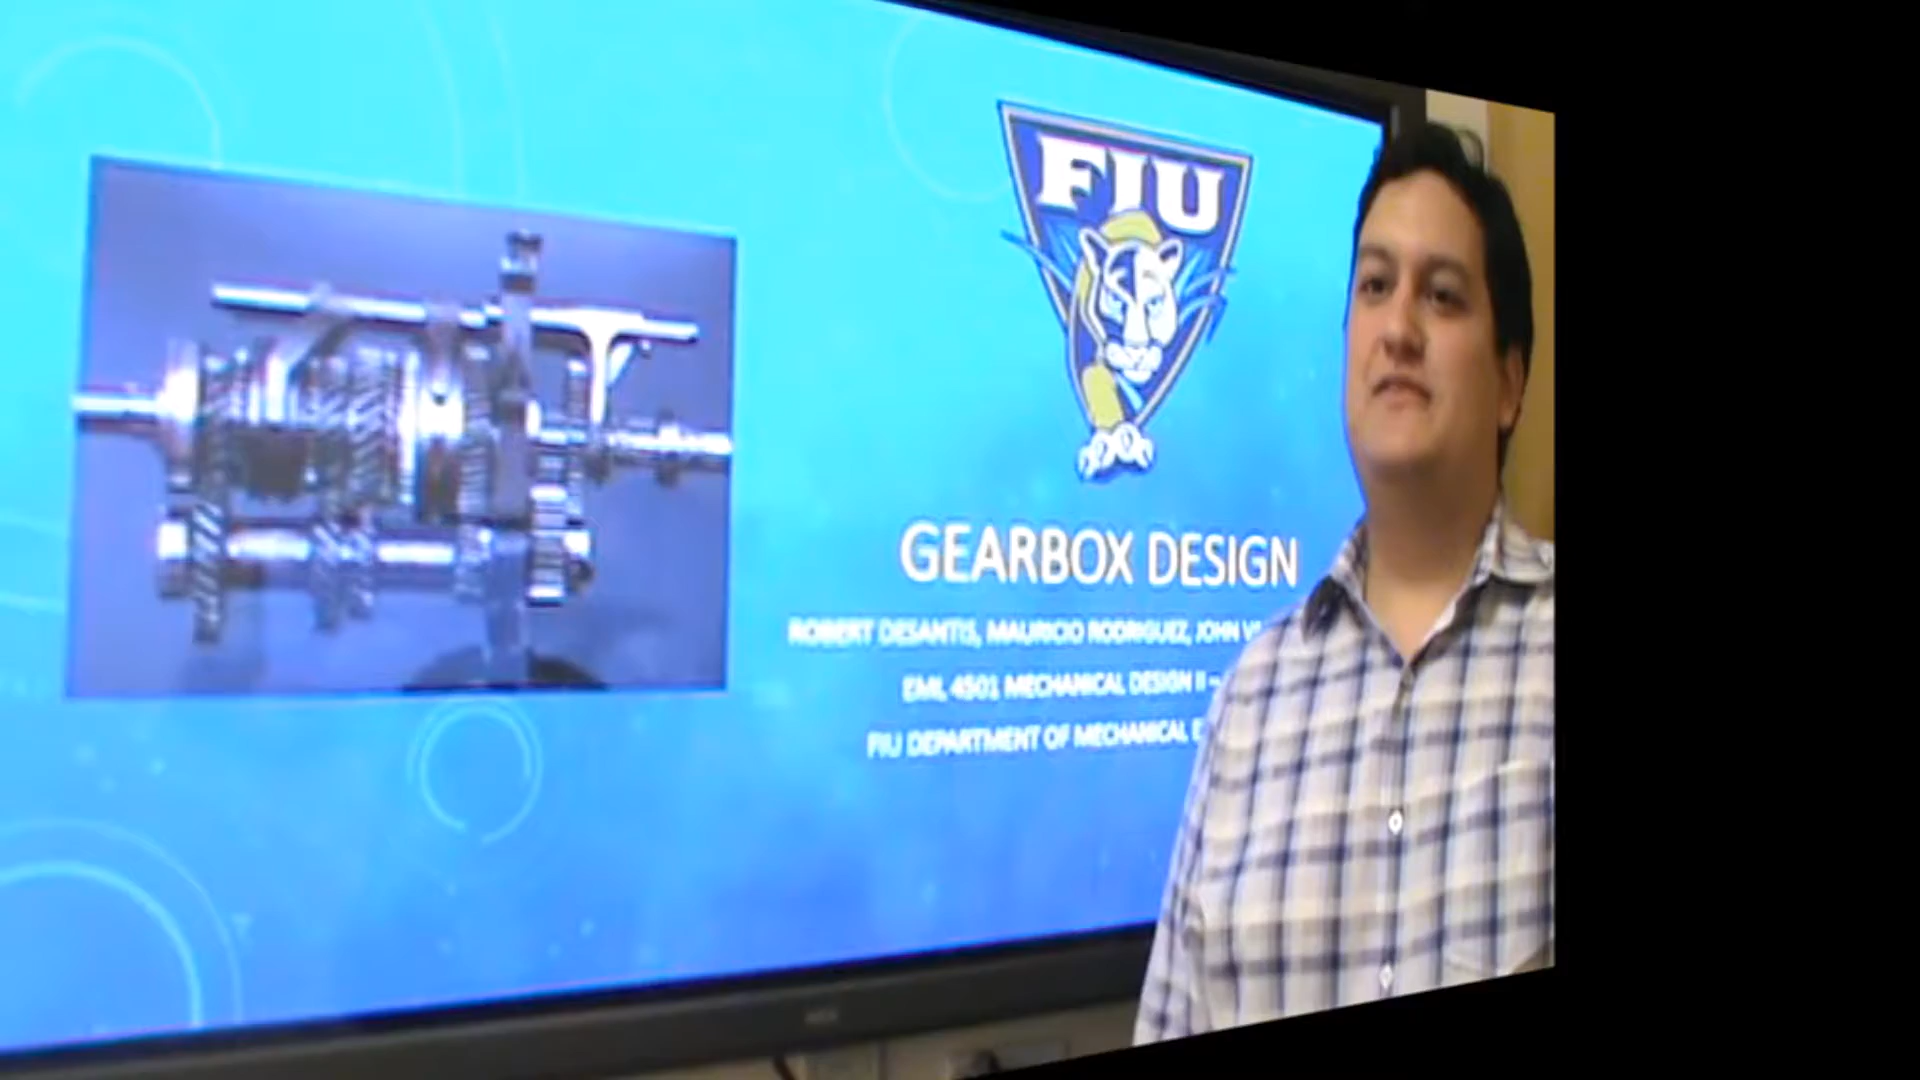 FIU
GEARBOX DESIGN
ROBERT DESANTIS, MAURICIO RODRIGUEZ, JOHN
EML 4501 MECHANICAL DESIGN II –
FIU DEPARTMENT OF MECHANICAL